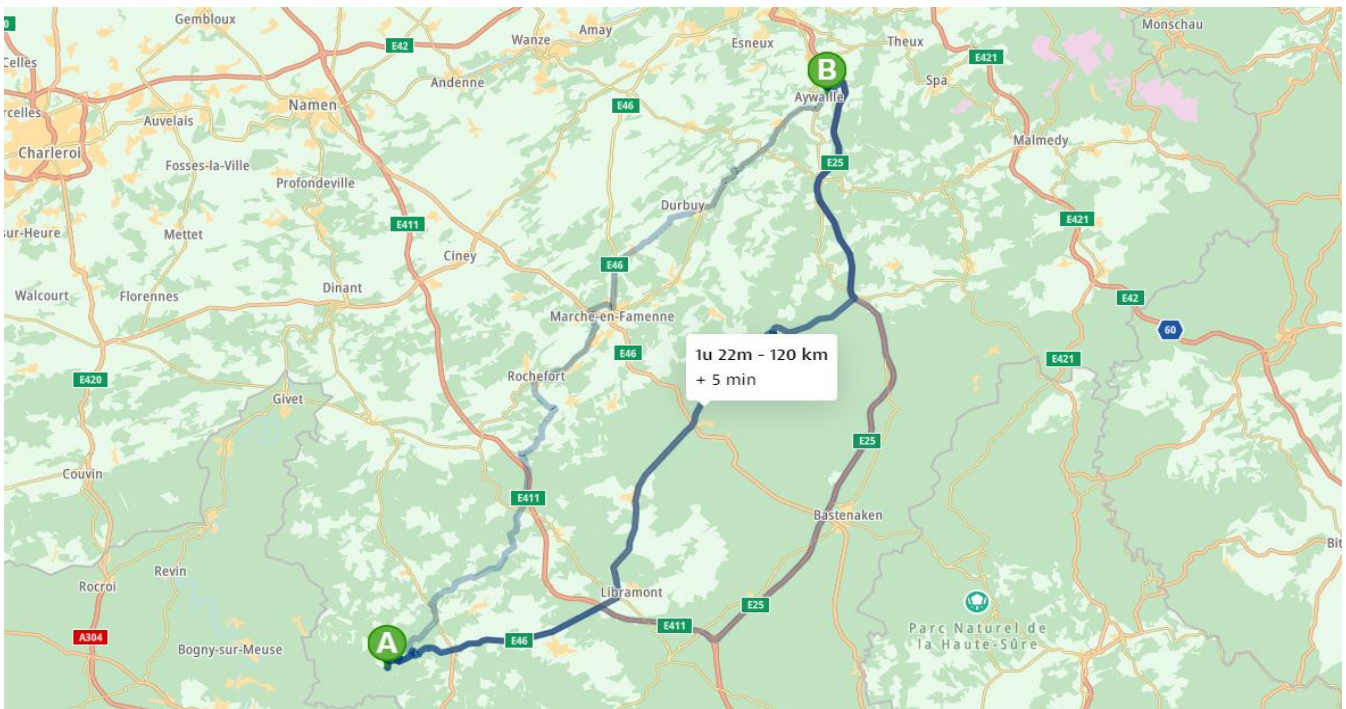 Gembloux
Monschau
0
Wanze
Amay
Esneux
Theux
Celles
E42
E421
Andenne
Spa
B
Aywaille
Namen
E46
rcelles
Auvelais
Charleroi
Malmedy
Fosses-la-Ville
E25
Profondeville
Durbuy
E421
E411
sur-Heure
Mettet
Ciney
E46
Dinant
Walcourt
Florennes
E42
Marche-en-Famenne
60
1u 22m - 120 km
+ 5 min
E46
E421
Rochefort
E420
Givet
E25
Couvin
E411
Bastenaken
Bit
Revin
Rocroi
Libramont
E25
Parc Naturel de
la Haute-Sûre
A304
E411
A
E46
Bogny-sur-Meuse